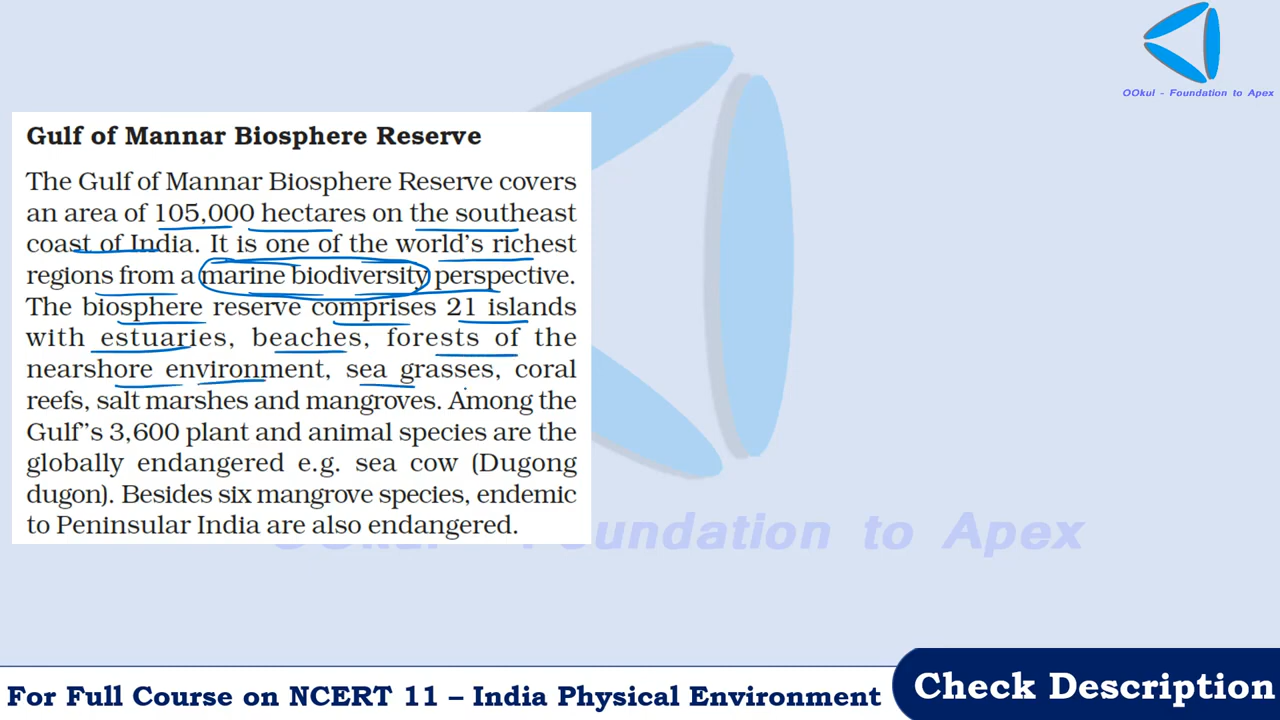 OOkul - Foundation to Apex
Gulf of Mannar Biosphere Reserve
The Gulf of Mannar Biosphere Reserve covers
an area of 105,000 hectares on the southeast
coast of India. It is one of the world's richest
regions from a marine biodiversity perspective.
The biosphere reserve comprises 21 islands
with estuaries, beaches, forests of the
nearshore environment, sea grasses, coral
reefs, salt marshes and mangroves. Among the
Gulf''s 3,600 plant and animal species are the
globally endangered e.g. sea cow (Dugong
dugon). Besides six mangrove species, endemic
to Peninsular India are also endangered.
OOkul - Foundation to Apex
For Full Course on NCERT 11 – India Physical Environment
Check Description